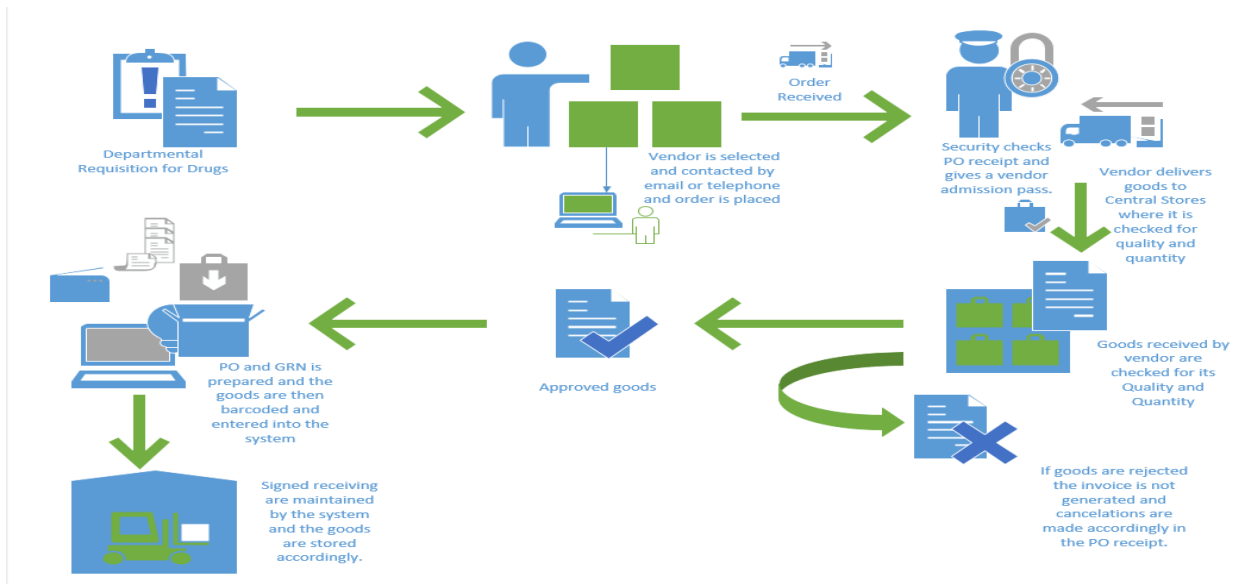 Departmental
Requisition for Drugs
Vendor is selected
and contacted by
email or telephone
and order is placed
Order
Received
Security checks
PO receipt and
gives a vendor
admission pass.
Vendor delivers
goods to
Central Stores
where it is
checked for
quality and
quantity
Goods received by
vendor are
checked for its
Quality and
Quantity
If goods are rejected
the invoice is not
generated and
cancelations are
made accordingly in
the PO receipt.
Approved goods
PO and GRN is
prepared and the
goods are then
barcoded and
entered into the
system
Signed receiving
are maintained
by the system
and the goods
are stored
accordingly.